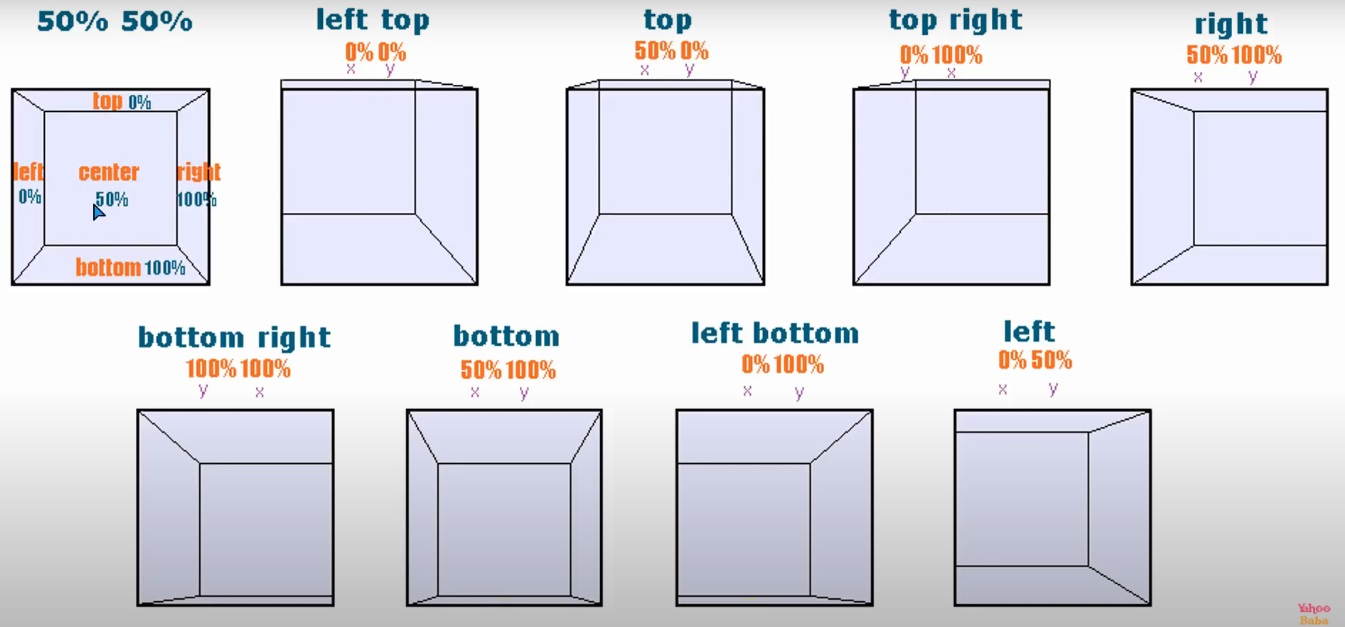 50% 50%
left top
top
top right
right
0% 0%
50% 0%
0% 100%
50% 100%
x y
x y
y x
x y
top 0%
left
center
right
0%
50%
100%
bottom 100%
bottom right
bottom
left bottom
left
100% 100%
50% 100%
0% 100%
0% 50%
y x
x y
x y
x y
Yahoo
Baba